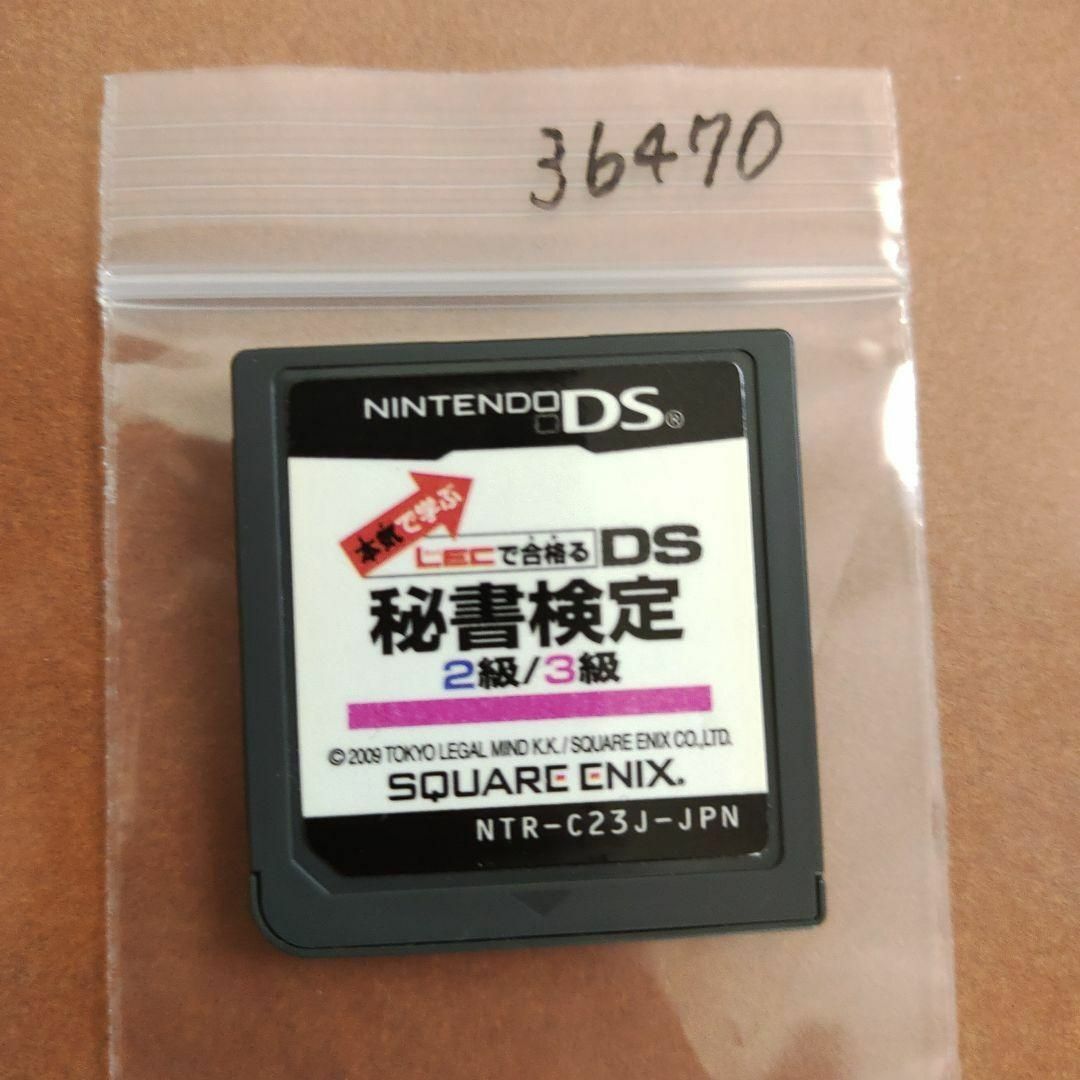 36470
NINTENDO DS®
本気で学ぶ
LECで合格る DS
秘書検定
2級/3級
© 2009 TOKYO LEGAL MIND K.K. / SQUARE ENIX CO.,LTD.
SQUARE ENIX.
NTR-C23J-JPN